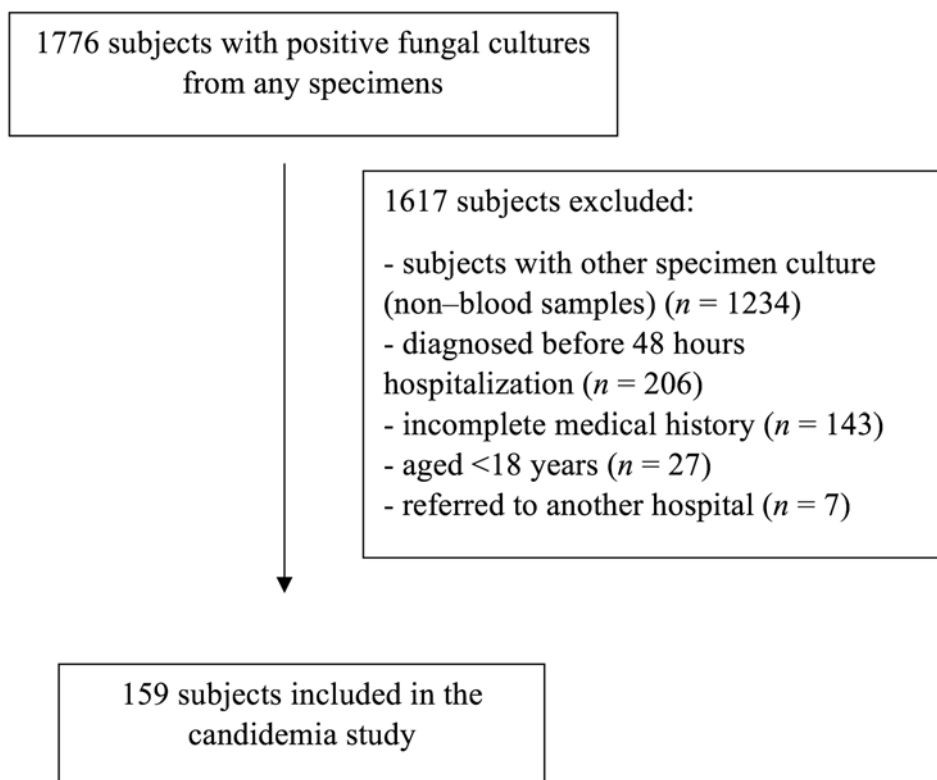 1776 subjects with positive fungal cultures
from any specimens
1617 subjects excluded:
- subjects with other specimen culture
(non–blood samples) (n = 1234)
- diagnosed before 48 hours
hospitalization (n = 206)
- incomplete medical history (n = 143)
- aged <18 years (n = 27)
- referred to another hospital (n = 7)
159 subjects included in the
candidemia study